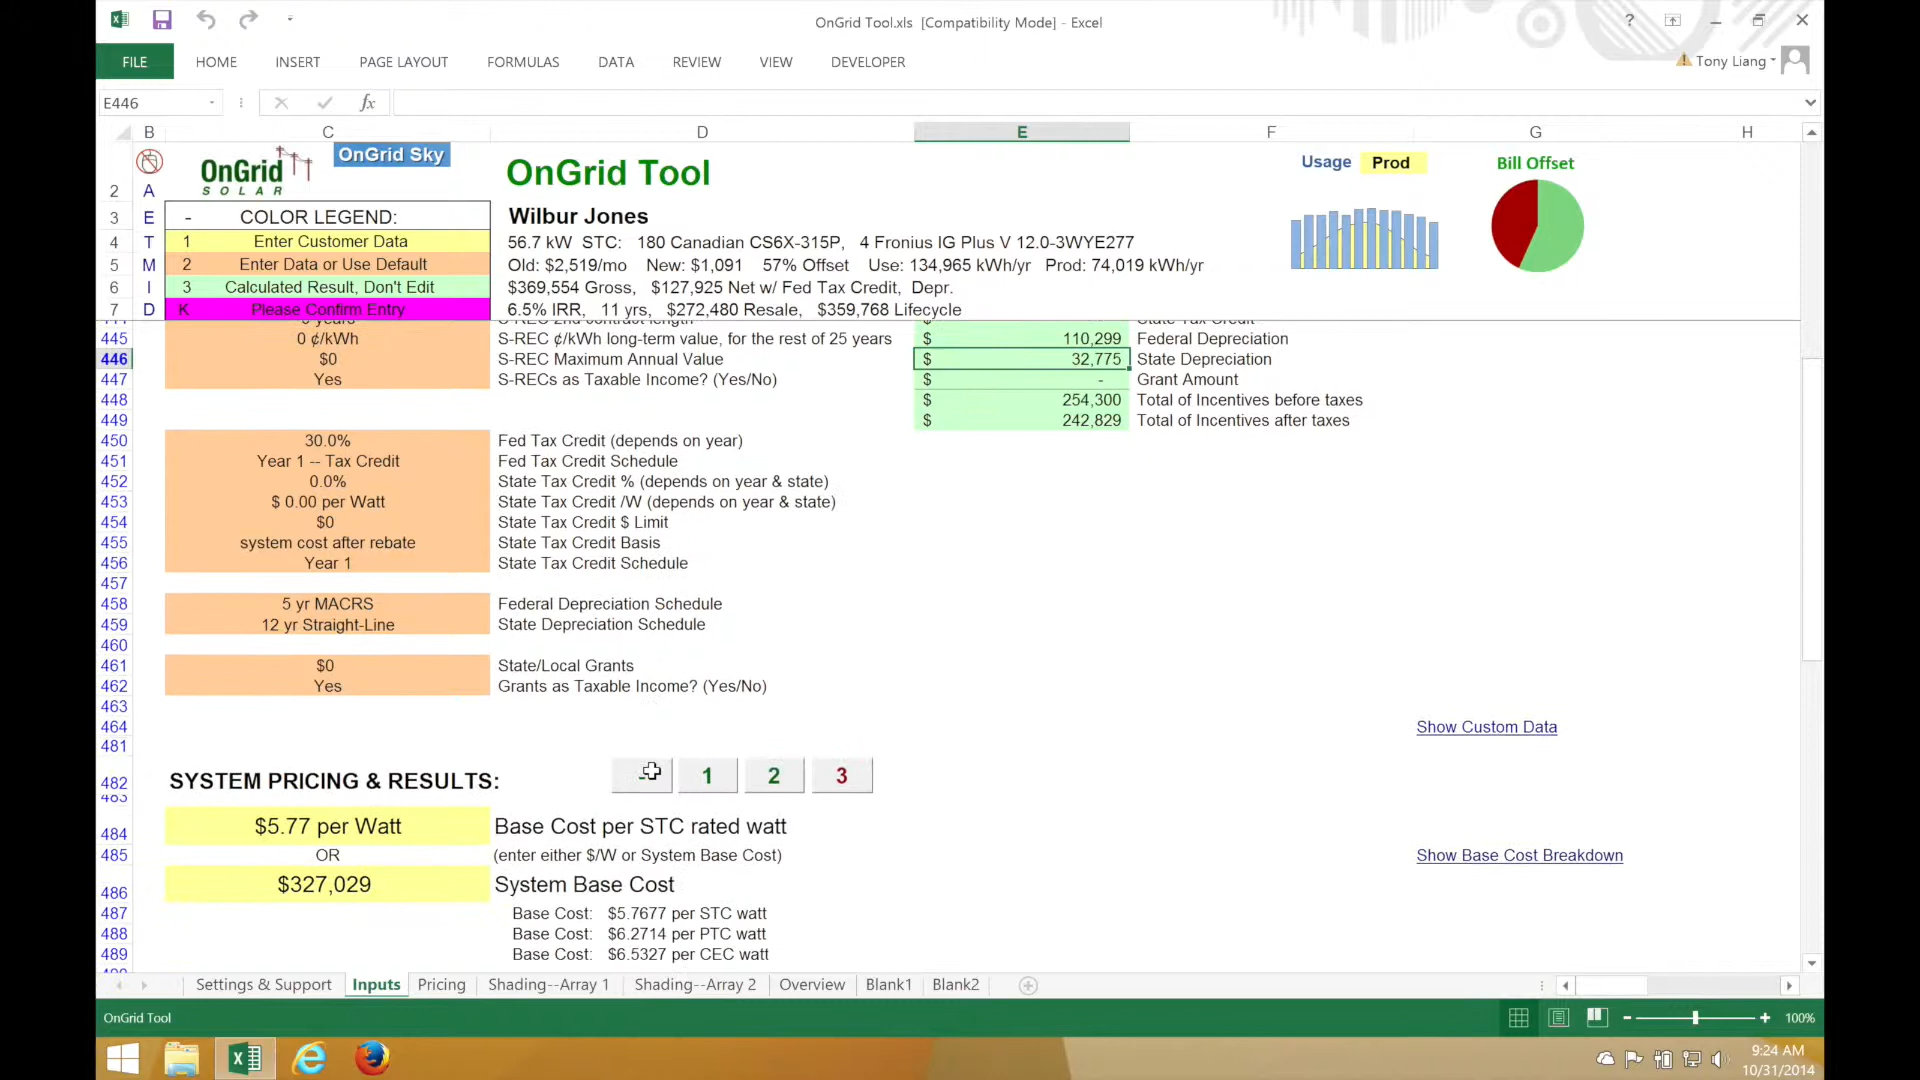 OnGrid Tool.xls [Compatibility Mode] - Excel
?
FILE HOME INSERT PAGE LAYOUT FORMULAS DATA REVIEW VIEW DEVELOPER
Tony Liang
E446 fx
B C D E F G H
OnGrid
SOLAR
OnGrid Sky
OnGrid Tool
Usage Prod
Bill Offset
2 A
3 E - COLOR LEGEND: Wilbur Jones
4 T 1 Enter Customer Data 56.7 kW STC: 180 Canadian CS6X-315P, 4 Fronius IG Plus V 12.0-3WYE277
5 M 2 Enter Data or Use Default Old: $2,519/mo New: $1,091 57% Offset Use: 134,965 kWh/yr Prod: 74,019 kWh/yr
6 I 3 Calculated Result, Don't Edit $369,554 Gross, $127,925 Net w/ Fed Tax Credit, Depr.
7 D K Please Confirm Entry 6.5% IRR, 11 yrs, $272,480 Resale, $359,768 Lifecycle
444 0 years S-REC 2nd contract length $ State Tax Credit
445 0 ¢/kWh S-REC ¢/kWh long-term value, for the rest of 25 years $ 110,299 Federal Depreciation
446 $0 S-REC Maximum Annual Value $ 32,775 State Depreciation
447 Yes S-RECs as Taxable Income? (Yes/No) $ - Grant Amount
448 $ 254,300 Total of Incentives before taxes
449 $ 242,829 Total of Incentives after taxes
450 30.0% Fed Tax Credit (depends on year)
451 Year 1 -- Tax Credit Fed Tax Credit Schedule
452 0.0% State Tax Credit % (depends on year & state)
453 $ 0.00 per Watt State Tax Credit /W (depends on year & state)
454 $0 State Tax Credit $ Limit
455 system cost after rebate State Tax Credit Basis
456 Year 1 State Tax Credit Schedule
457
458 5 yr MACRS Federal Depreciation Schedule
459 12 yr Straight-Line State Depreciation Schedule
460
461 $0 State/Local Grants
462 Yes Grants as Taxable Income? (Yes/No)
463
464 Show Custom Data
481
482 SYSTEM PRICING & RESULTS: 1 2 3
483
484 $5.77 per Watt Base Cost per STC rated watt
485 OR (enter either $/W or System Base Cost) Show Base Cost Breakdown
486 $327,029 System Base Cost
487 Base Cost: $5.7677 per STC watt
488 Base Cost: $6.2714 per PTC watt
489 Base Cost: $6.5327 per CEC watt
Settings & Support Inputs Pricing Shading--Array 1 Shading--Array 2 Overview Blank1 Blank2
OnGrid Tool 100%
9:24 AM
10/31/2014